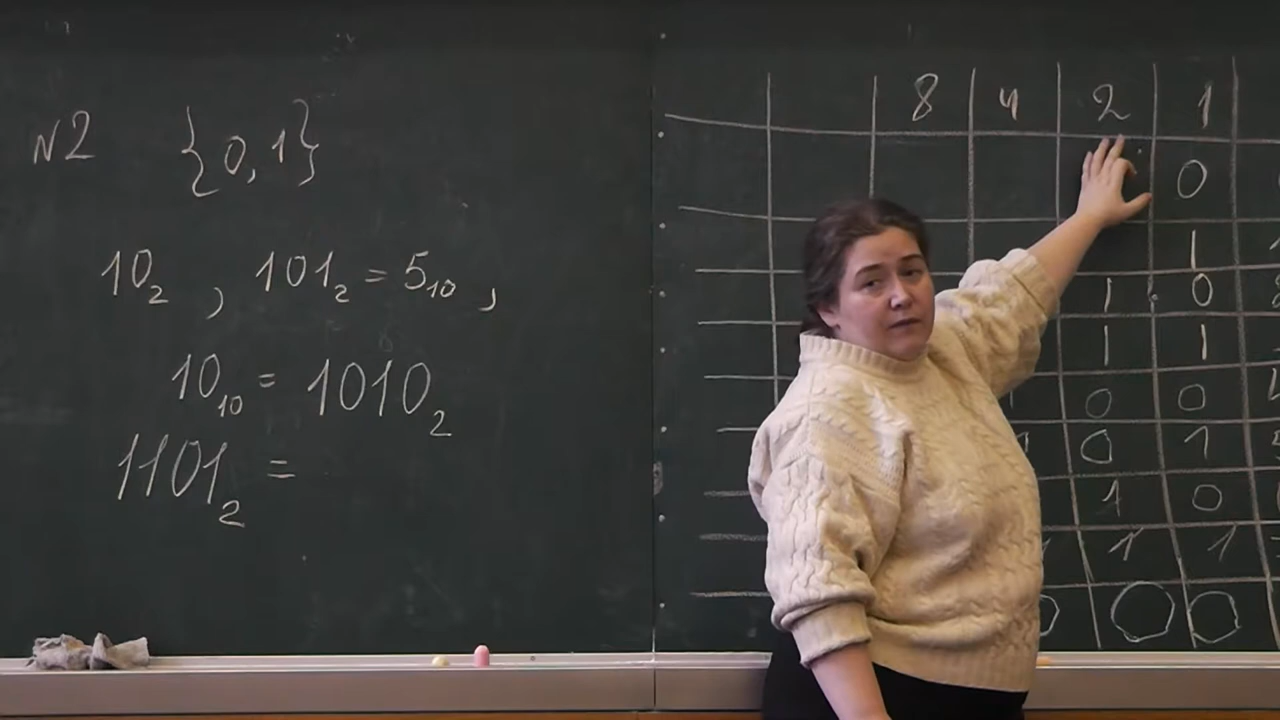 N2 {0,1}
10₂, 101₂ = 5₁₀,
10₁₀ = 1010₂
1101₂ =
8 4 2 1
0
1
1 0
1 1
0 0
0 1
1 0
1 1
0 0